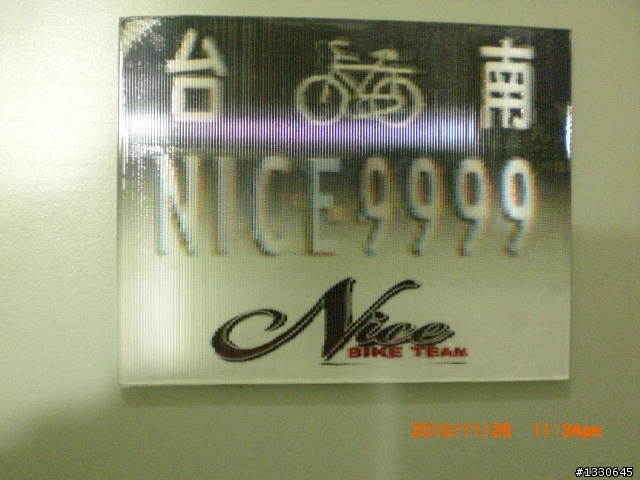 台 南
NICE9999
Nice
BIKE TEAM
2010/11/26 11:34pm
#1330645